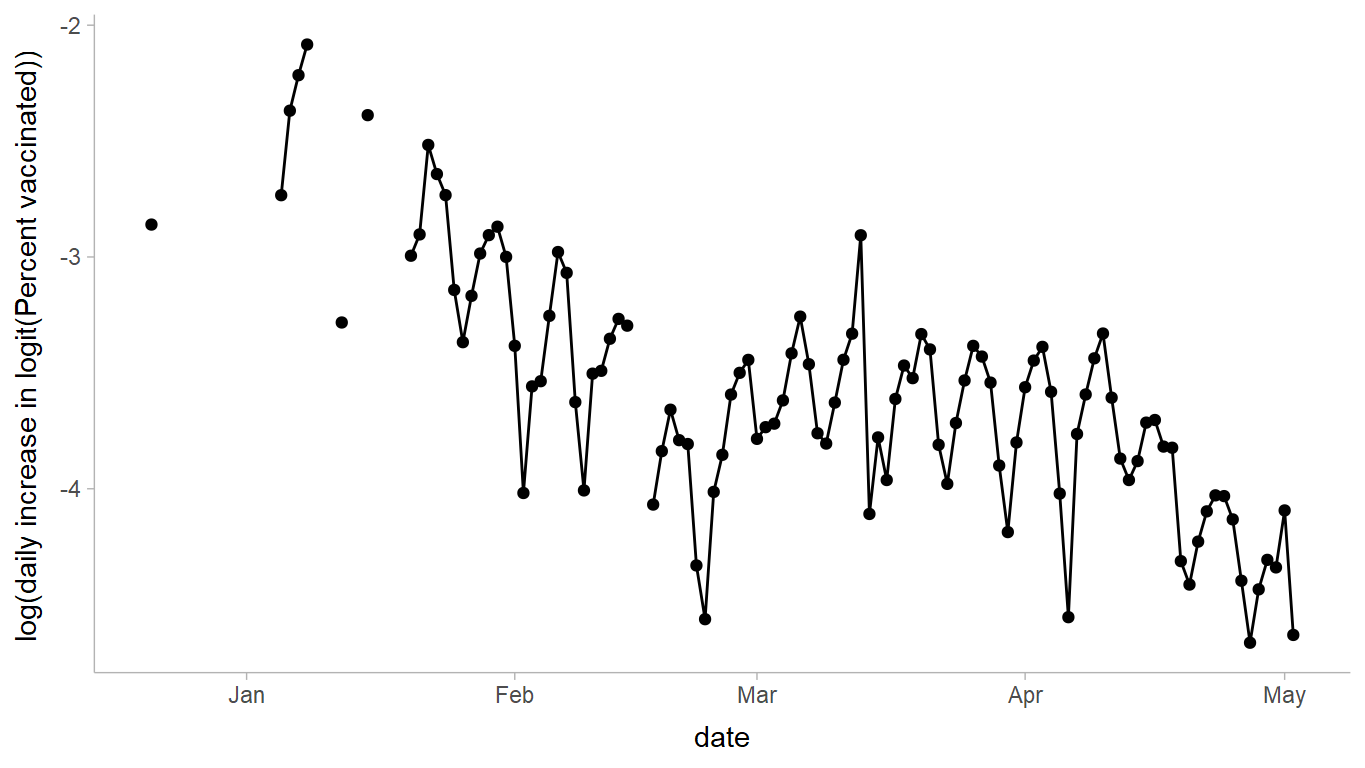 log(daily increase in logit(Percent vaccinated))
-2
-3
-4
Jan Feb Mar Apr May
date